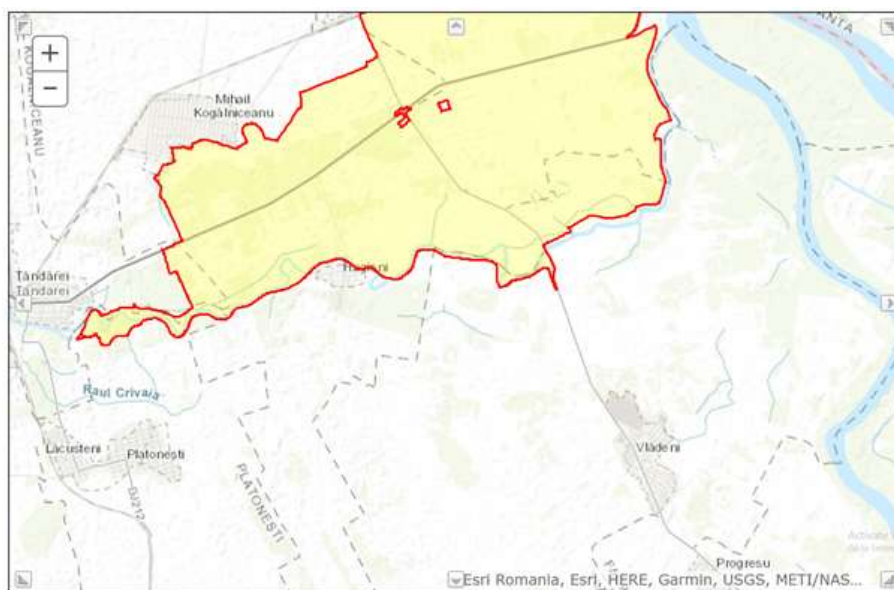 +
−
Mihail
Kogălniceanu
Țăndărei
Țăndărei
Raul Crivaia
Lacusteni
Platonești
DJ212
PLATONEȘTI
Vlădeni
Progresu
Esri Romania, Esri, HERE, Garmin, USGS, METI/NAS...